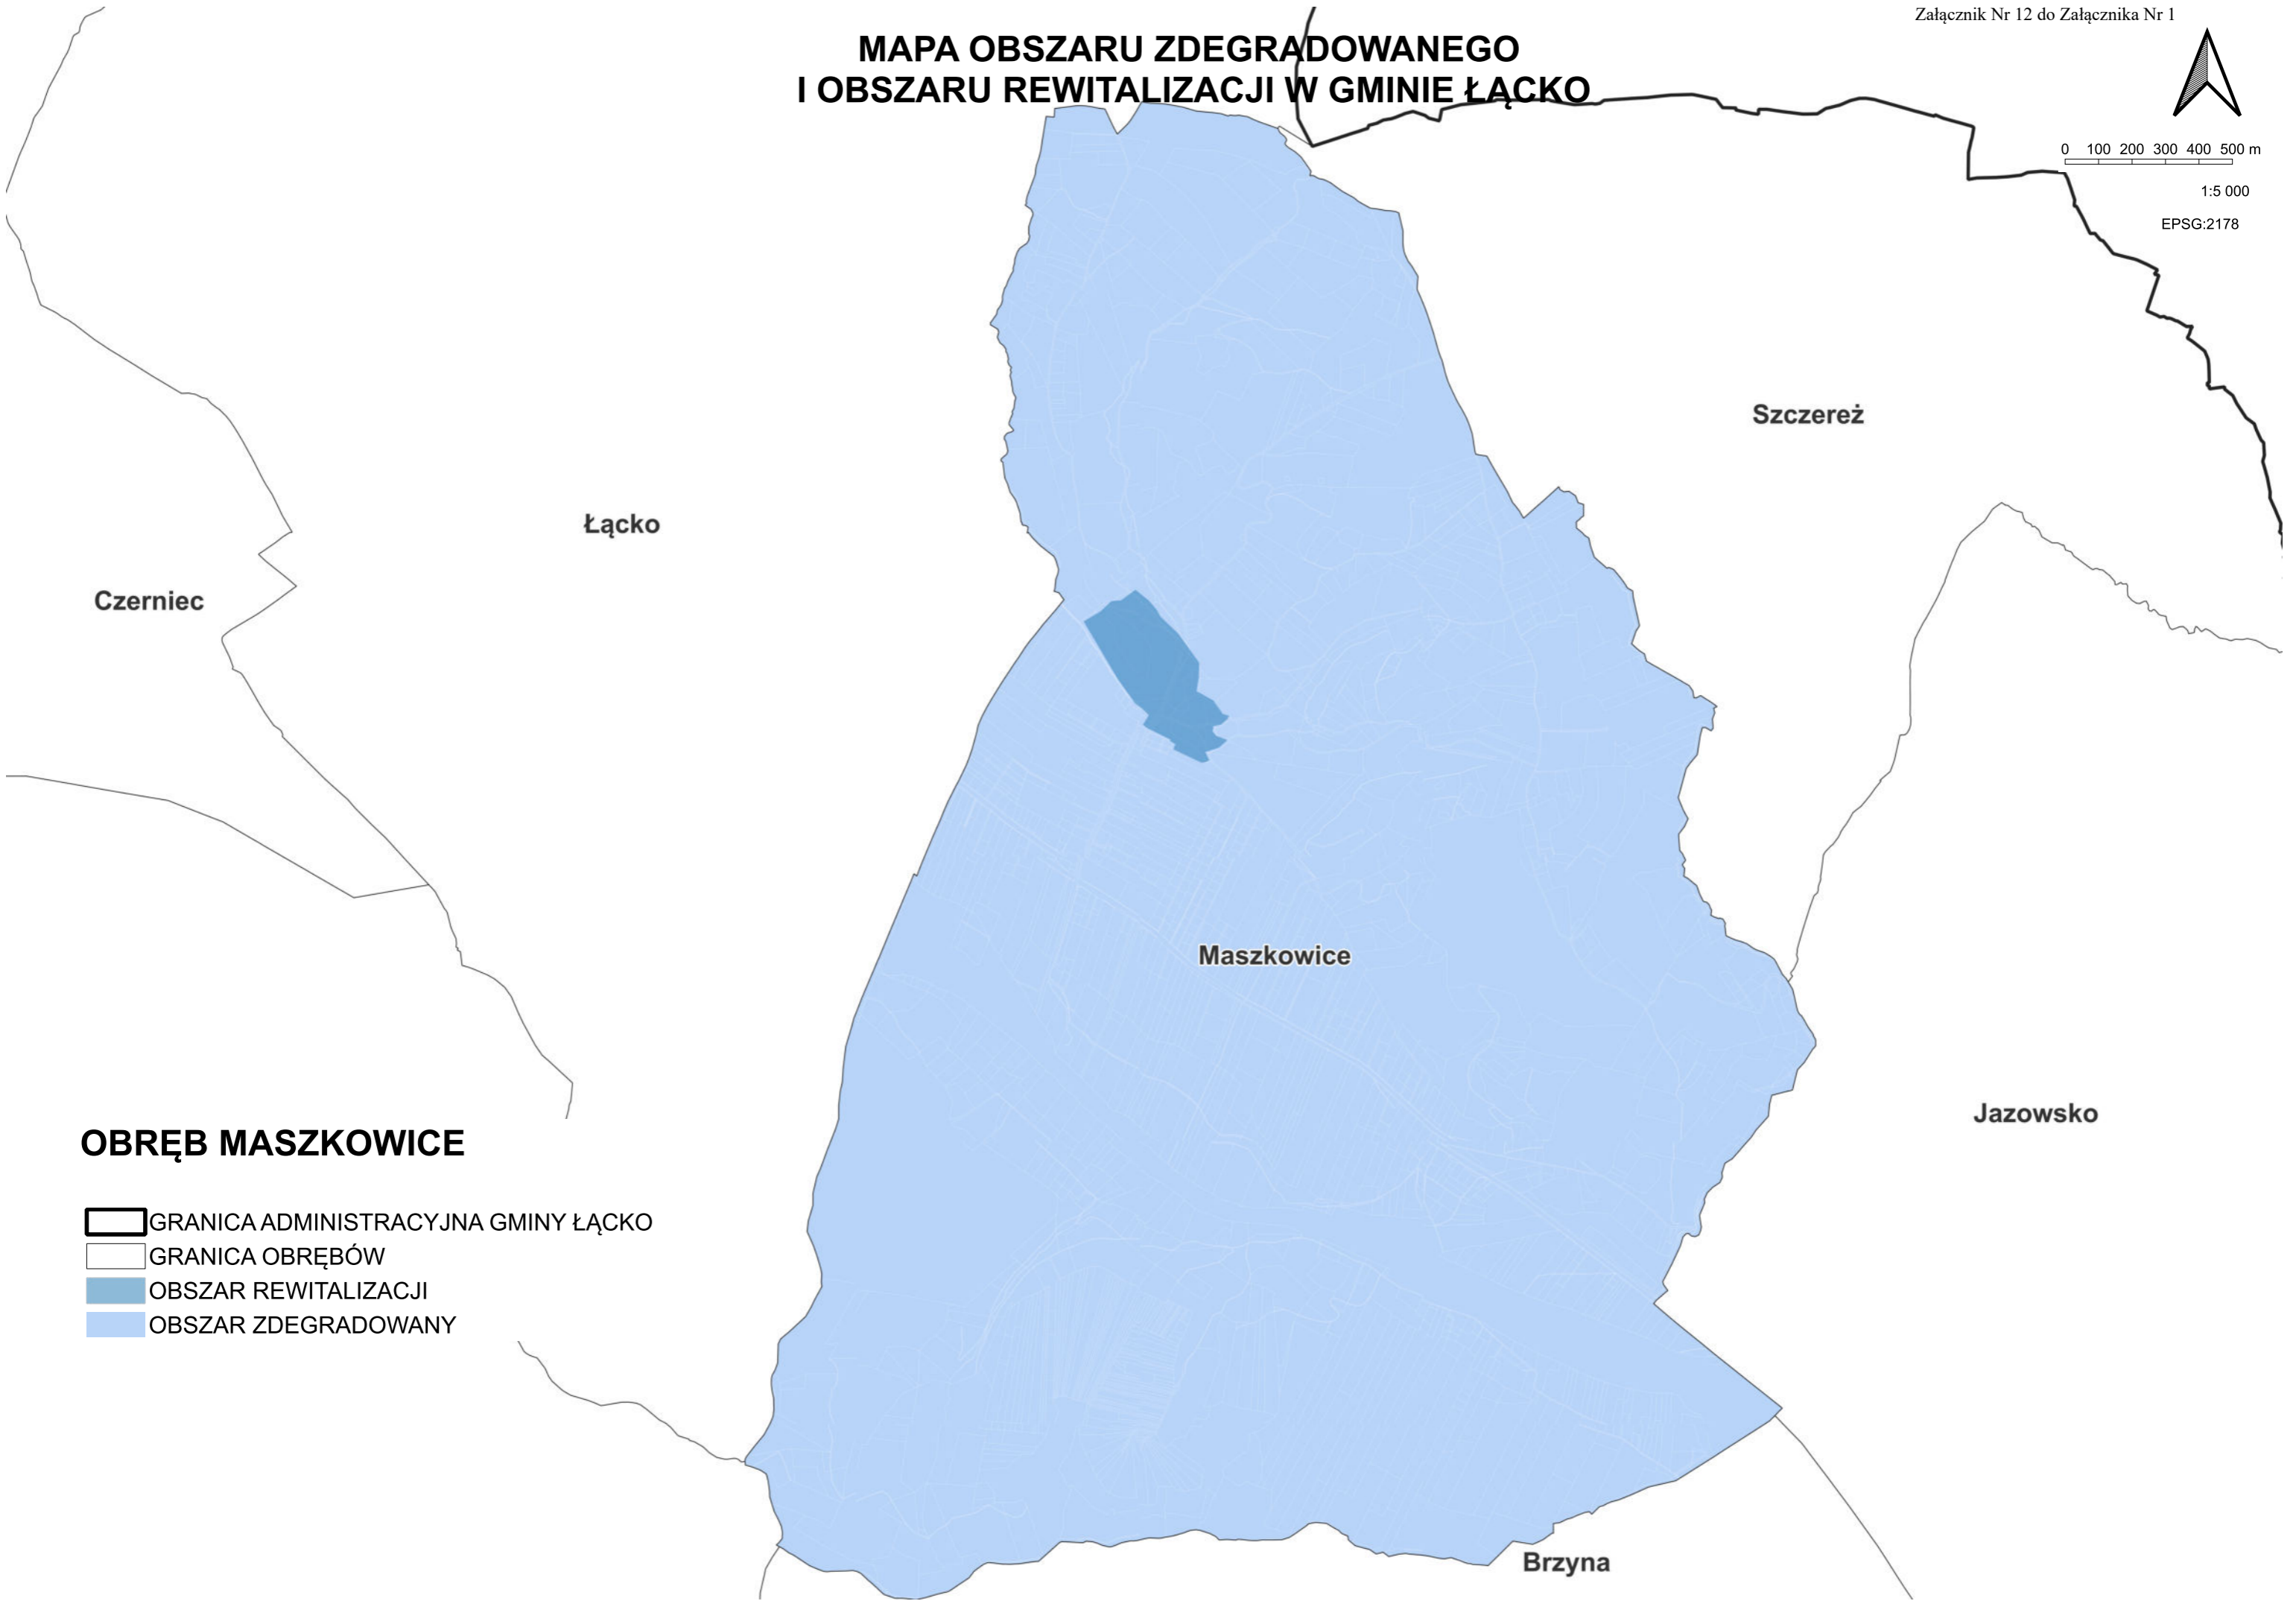 Załącznik Nr 12 do Załącznika Nr 1
MAPA OBSZARU ZDEGRADOWANEGO
I OBSZARU REWITALIZACJI W GMINIE ŁĄCKO
0 100 200 300 400 500 m
1:5 000
EPSG:2178
Szczereż
Łącko
Czerniec
Maszkowice
Jazowsko
OBRĘB MASZKOWICE
GRANICA ADMINISTRACYJNA GMINY ŁĄCKO
GRANICA OBRĘBÓW
OBSZAR REWITALIZACJI
OBSZAR ZDEGRADOWANY
Brzyna